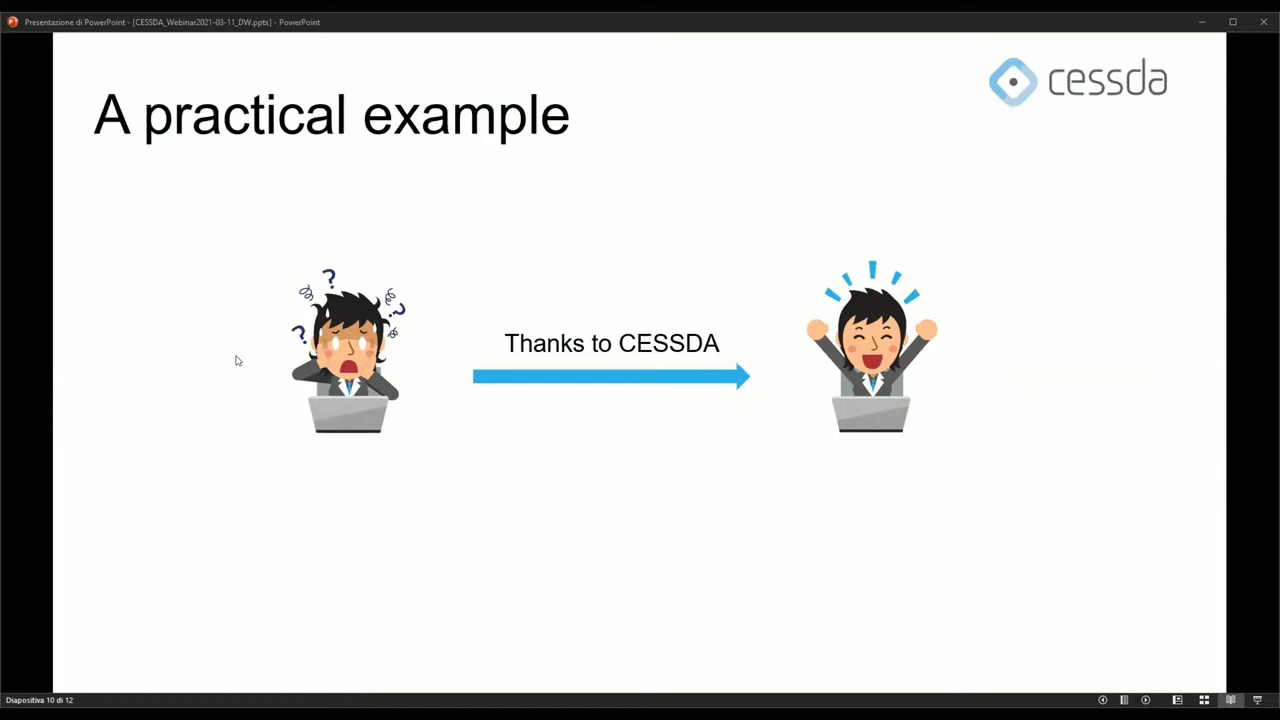 Presentazione di PowerPoint - [CESSDA_Webinar2021-03-11_DW.pptx] - PowerPoint
cessda
A practical example
? ? ?
Thanks to CESSDA
Diapositiva 10 di 12